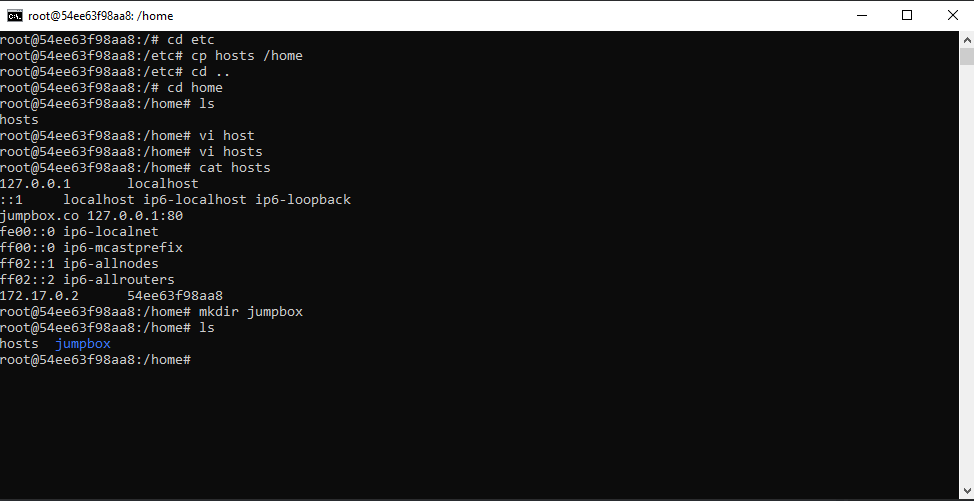 root@54ee63f98aa8: /home
root@54ee63f98aa8:/# cd etc
root@54ee63f98aa8:/etc# cp hosts /home
root@54ee63f98aa8:/etc# cd ..
root@54ee63f98aa8:/# cd home
root@54ee63f98aa8:/home# ls
hosts
root@54ee63f98aa8:/home# vi host
root@54ee63f98aa8:/home# vi hosts
root@54ee63f98aa8:/home# cat hosts
127.0.0.1       localhost
::1     localhost ip6-localhost ip6-loopback
jumpbox.co 127.0.0.1:80
fe00::0 ip6-localnet
ff00::0 ip6-mcastprefix
ff02::1 ip6-allnodes
ff02::2 ip6-allrouters
172.17.0.2      54ee63f98aa8
root@54ee63f98aa8:/home# mkdir jumpbox
root@54ee63f98aa8:/home# ls
hosts  jumpbox
root@54ee63f98aa8:/home#